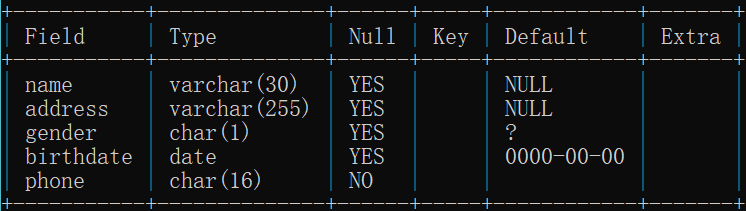 Field Type Null Key Default Extra
name varchar(30) YES NULL
address varchar(255) YES NULL
gender char(1) YES ?
birthdate date YES 0000-00-00
phone char(16) NO